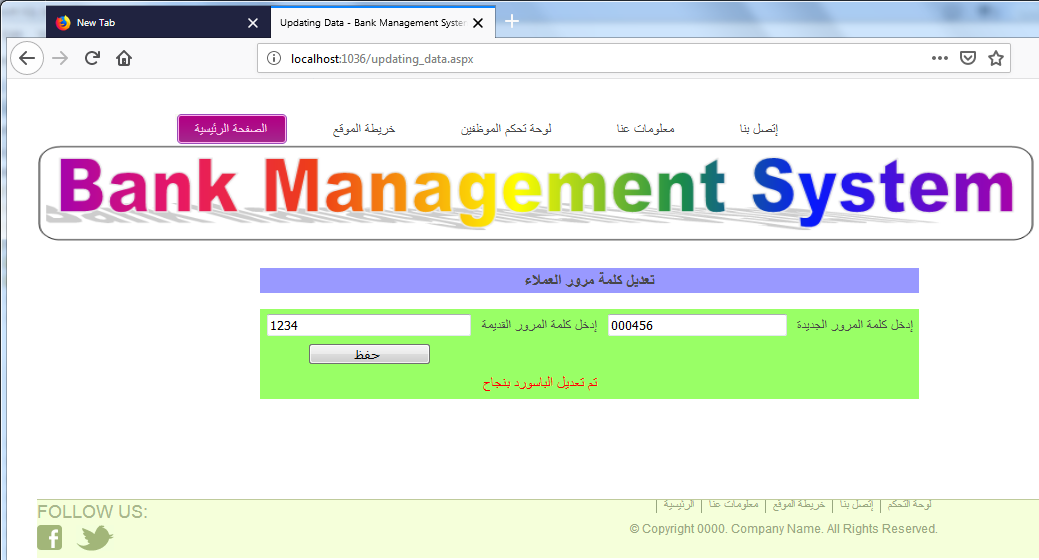 New Tab
Updating Data - Bank Management System
localhost:1036/updating_data.aspx
الصفحة الرئيسية
خريطة الموقع
لوحة تحكم الموظفين
معلومات عنا
إتصل بنا
Bank Management System
تعديل كلمة مرور العملاء
إدخل كلمة المرور الجديدة 000456 إدخل كلمة المرور القديمة 1234
حفظ
تم تعديل الباسورد بنجاح
FOLLOW US:
لوحة التحكم | إتصل بنا | خريطة الموقع | معلومات عنا | الرئيسية |
© Copyright 0000. Company Name. All Rights Reserved.